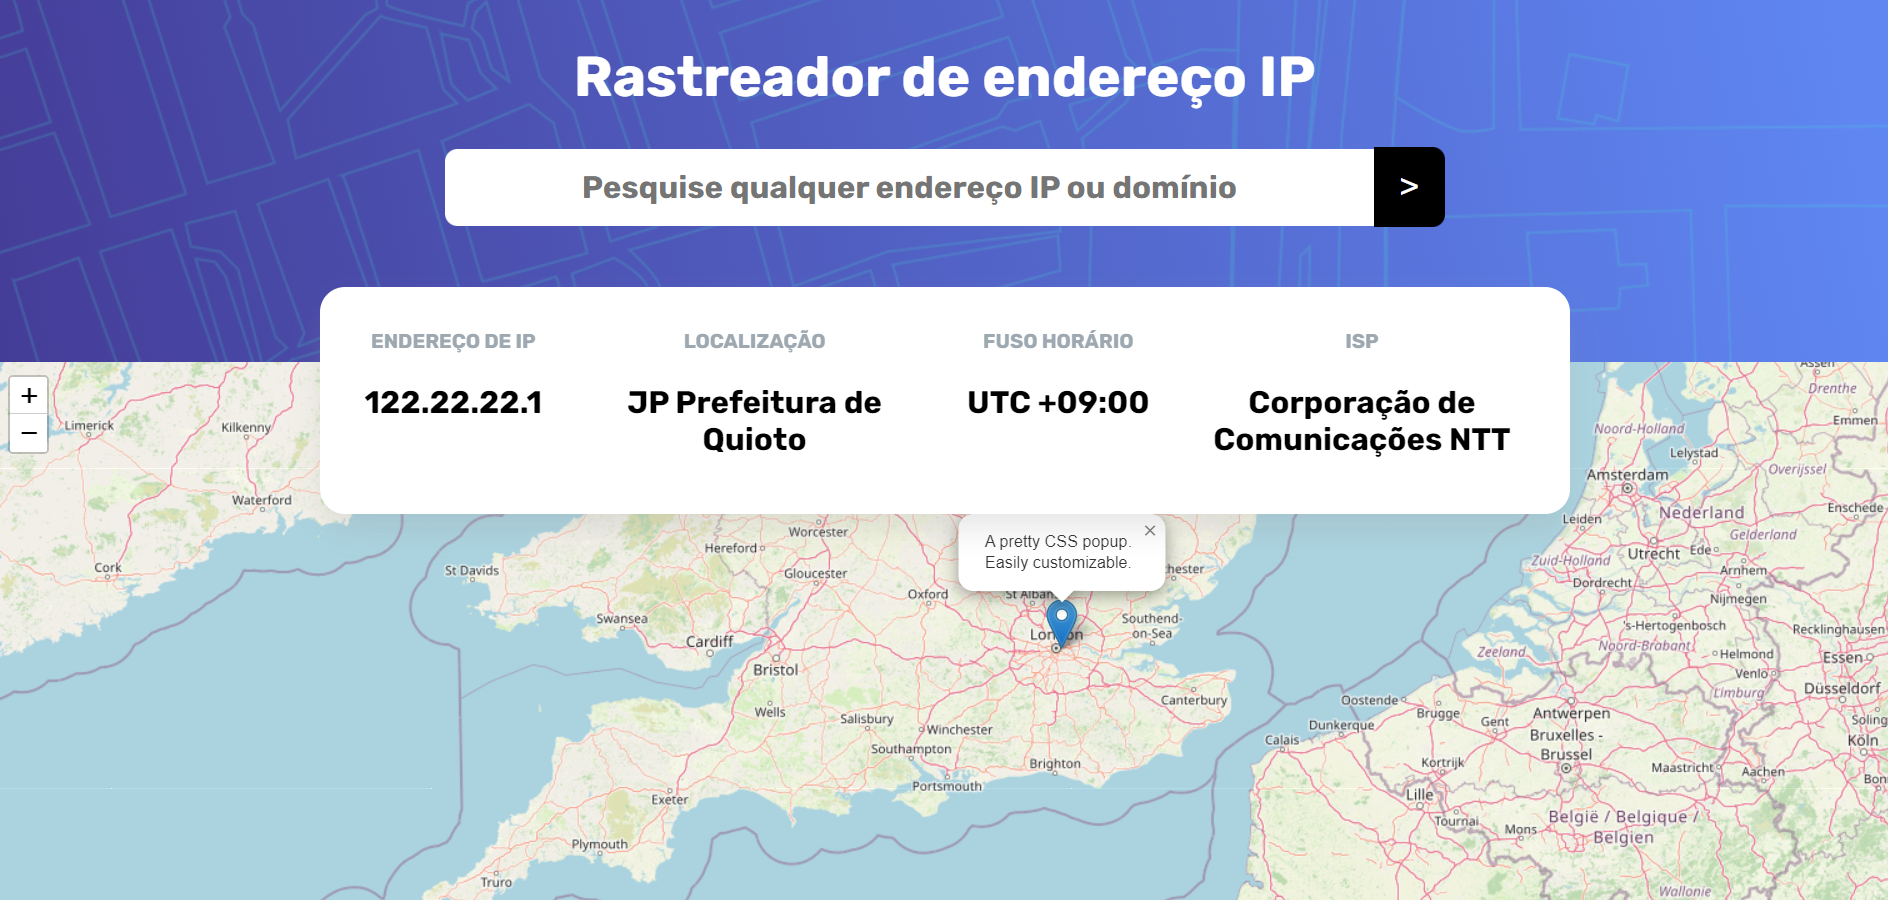 Rastreador de endereço IP
Pesquise qualquer endereço IP ou domínio
>
ENDEREÇO DE IP
122.22.22.1
LOCALIZAÇÃO
JP Prefeitura de
Quioto
FUSO HORÁRIO
UTC +09:00
ISP
Corporação de
Comunicações NTT
+
−
A pretty CSS popup.
Easily customizable.
×
Limerick
Kilkenny
Waterford
Cork
St Davids
Swansea
Cardiff
Hereford
Worcester
Gloucester
Oxford
Bristol
Wells
Salisbury
Winchester
Southampton
Portsmouth
Brighton
Exeter
Plymouth
Truro
London
Southend-
on-Sea
Canterbury
Calais
Dunkerque
Oostende
Brugge
Gent
Kortrijk
Lille
Tournai
Mons
Antwerpen
Bruxelles -
Brussel
België / Belgique /
Belgien
Wallonie
Maastricht
Aachen
Limburg
Venlo
Helmond
Noord-Brabant
Zeeland
's-Hertogenbosch
Nijmegen
Dordrecht
Zuid-Holland
Arnhem
Ede
Utrecht
Leiden
Nederland
Gelderland
Amsterdam
Lelystad
Noord-Holland
Overijssel
Enschede
Emmen
Drenthe
Assen
Recklinghausen
Essen
Düsseldorf
Köln